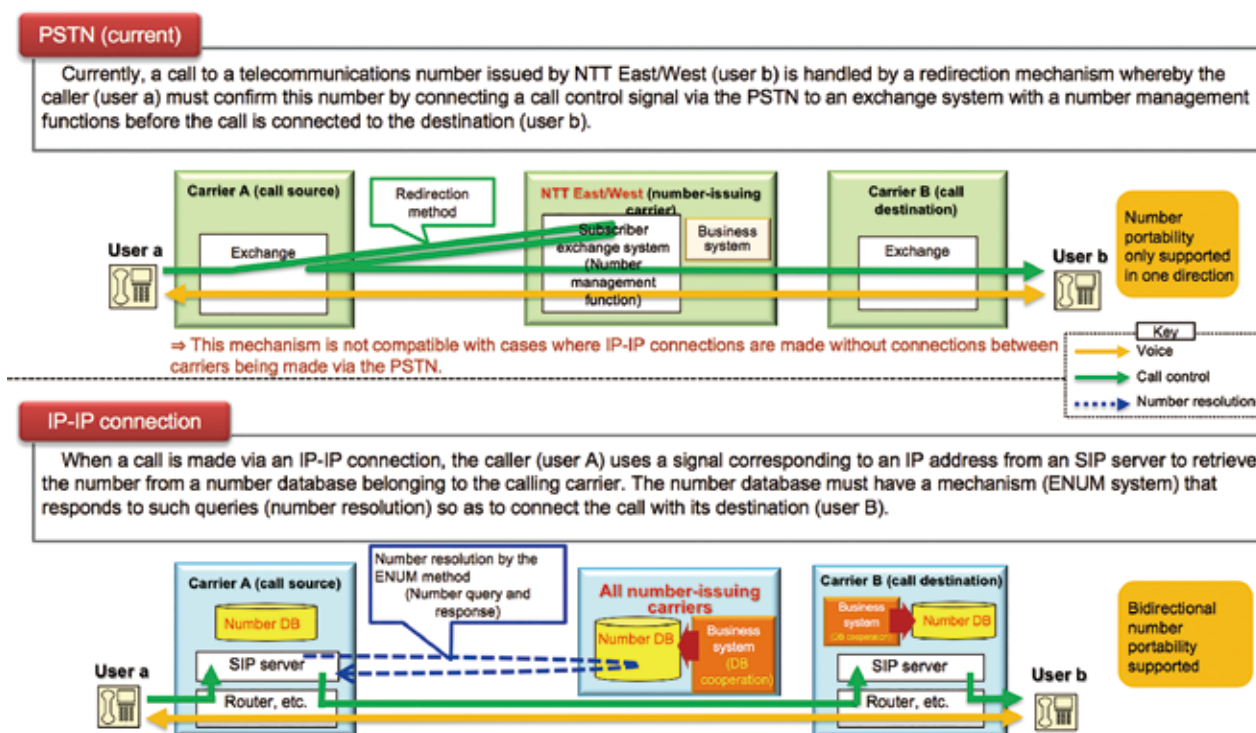 PSTN (current)
Currently, a call to a telecommunications number issued by NTT East/West (user b) is handled by a redirection mechanism whereby the
caller (user a) must confirm this number by connecting a call control signal via the PSTN to an exchange system with a number management
functions before the call is connected to the destination (user b).
Carrier A (call source)
Redirection
method
NTT East/West (number-issuing
carrier)
Carrier B (call
destination)
User a
Exchange
Subscriber
exchange system
(Number
management
function)
Business
system
Exchange
User b
Number
portability
only supported
in one direction
⇒ This mechanism is not compatible with cases where IP-IP connections are made without connections between
carriers being made via the PSTN.
Key
Voice
Call control
Number resolution
IP-IP connection
When a call is made via an IP-IP connection, the caller (user A) uses a signal corresponding to an IP address from an SIP server to retrieve
the number from a number database belonging to the calling carrier. The number database must have a mechanism (ENUM system) that
responds to such queries (number resolution) so as to connect the call with its destination (user B).
Carrier A (call source)
Number DB
SIP server
Router, etc.
User a
Number resolution by the
ENUM method
(Number query and
response)
All number-issuing
carriers
Number DB
Business
system
(DB
cooperation)
Carrier B (call destination)
Business
system
(DB cooperation)
Number DB
SIP server
Router, etc.
User b
Bidirectional
number
portability
supported